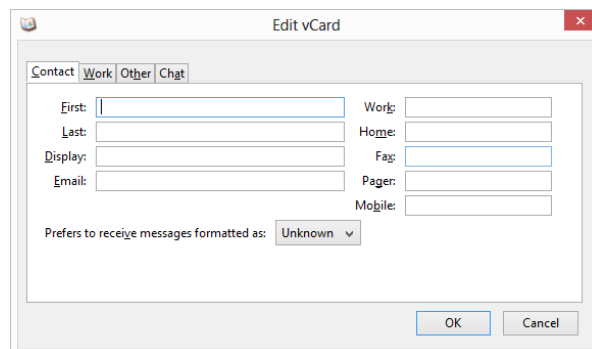 Edit vCard
Contact Work Other Chat
First: Work:
Last: Home:
Display: Fax:
Email: Pager:
Mobile:
Prefers to receive messages formatted as: Unknown
OK Cancel